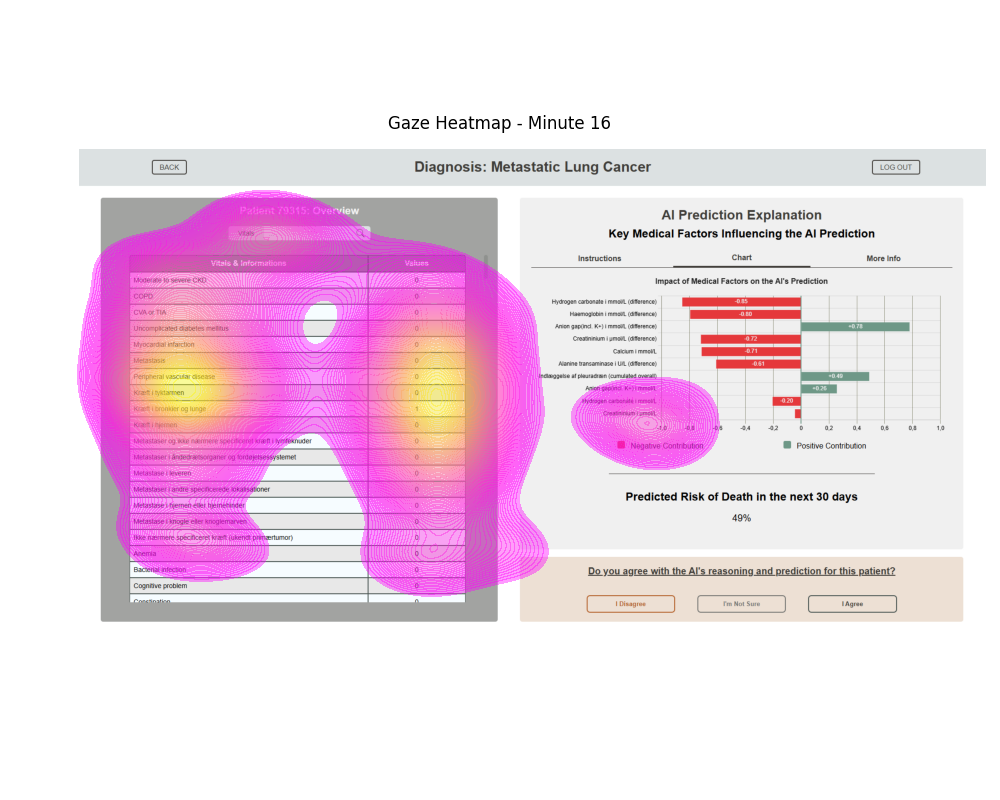 Gaze Heatmap - Minute 16
BACK
Diagnosis: Metastatic Lung Cancer
LOG OUT
Patient 79315: Overview
Vitals
Vitals & Informations Values
Moderate to severe CKD 0
COPD 0
CVA or TIA 0
Uncomplicated diabetes mellitus 0
Myocardial infarction 0
Metastasis 0
Peripheral vascular disease 0
Kræft i tyktarmen 0
Kræft i bronkier og lunge 1
Kræft i hjernen 0
Metastaser og ikke nærmere specificeret kræft i lymfeknuder 0
Metastaser i åndedrætsorganer og fordøjelsessystemet 0
Metastase i leveren 0
Metastaser i andre specificerede lokalisationer 0
Metastase i hjernen eller hjernehinder 0
Metastase i knogle eller knoglemarven 0
Ikke nærmere specificeret kræft (ukendt primærtumor) 0
Anemia 0
Bacterial infection 0
Cognitive problem 0
Constipation 0
AI Prediction Explanation
Key Medical Factors Influencing the AI Prediction
Instructions Chart More Info
Impact of Medical Factors on the AI's Prediction
Hydrogen carbonate i mmol/L (difference) -0.85
Haemoglobin i mmol/L (difference) -0.80
Anion gap(incl. K+) i mmol/L (difference) +0.78
Creatininium i µmol/L (difference) -0.72
Calcium i mmol/L -0.71
Alanine transaminase i U/L (difference) -0.61
Indlæggelse af pleuradræn (cumulated overall) +0.49
Anion gap(incl. K+) i mmol/L +0.26
Hydrogen carbonate i mmol/L -0.20
Creatininium i µmol/L
-1.0 -0.8 -0.6 -0.4 -0.2 0 0.2 0.4 0.6 0.8 1.0
Negative Contribution Positive Contribution
Predicted Risk of Death in the next 30 days
49%
Do you agree with the AI's reasoning and prediction for this patient?
I Disagree I'm Not Sure I Agree